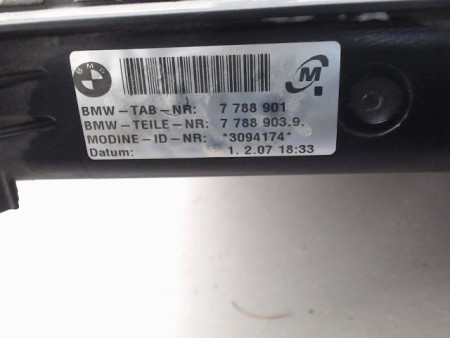 BMW
M
BMW-TAB-NR: 7 788 901
BMW-TEILE-NR: 7 788 903.9.
MODINE-ID-NR: *3094174*
Datum: 1. 2.07 18:33